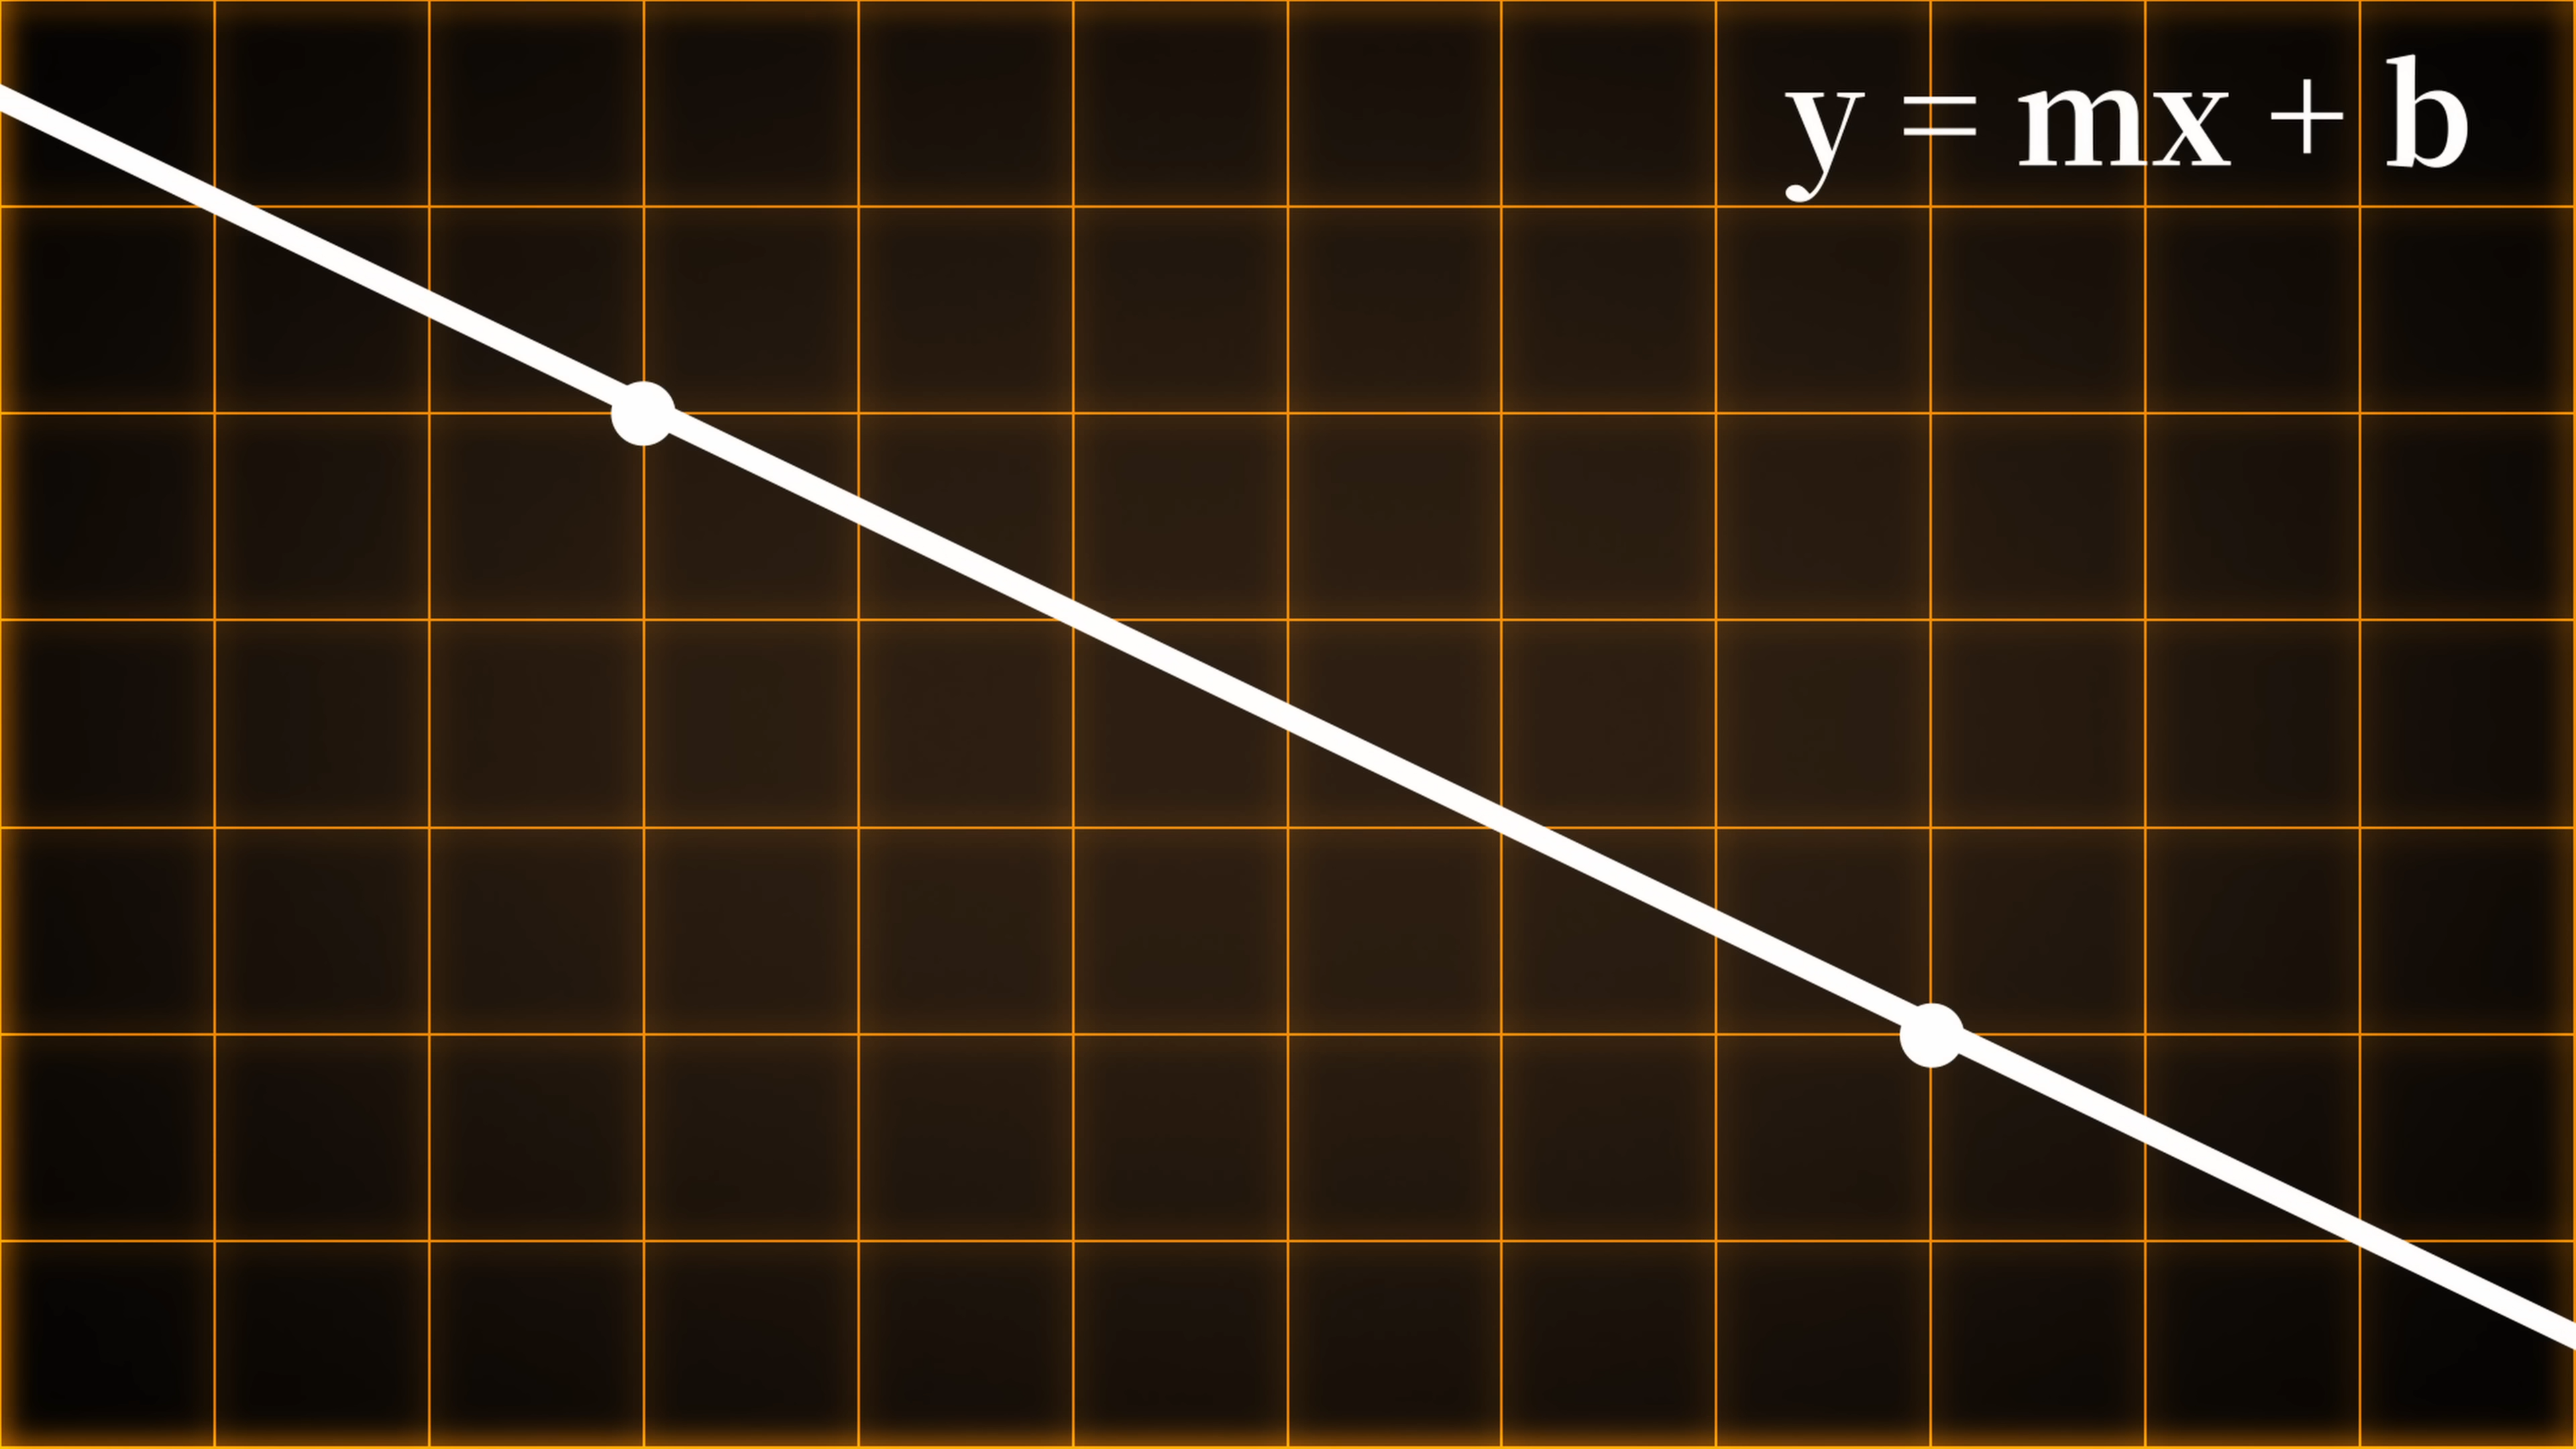 y = mx + b